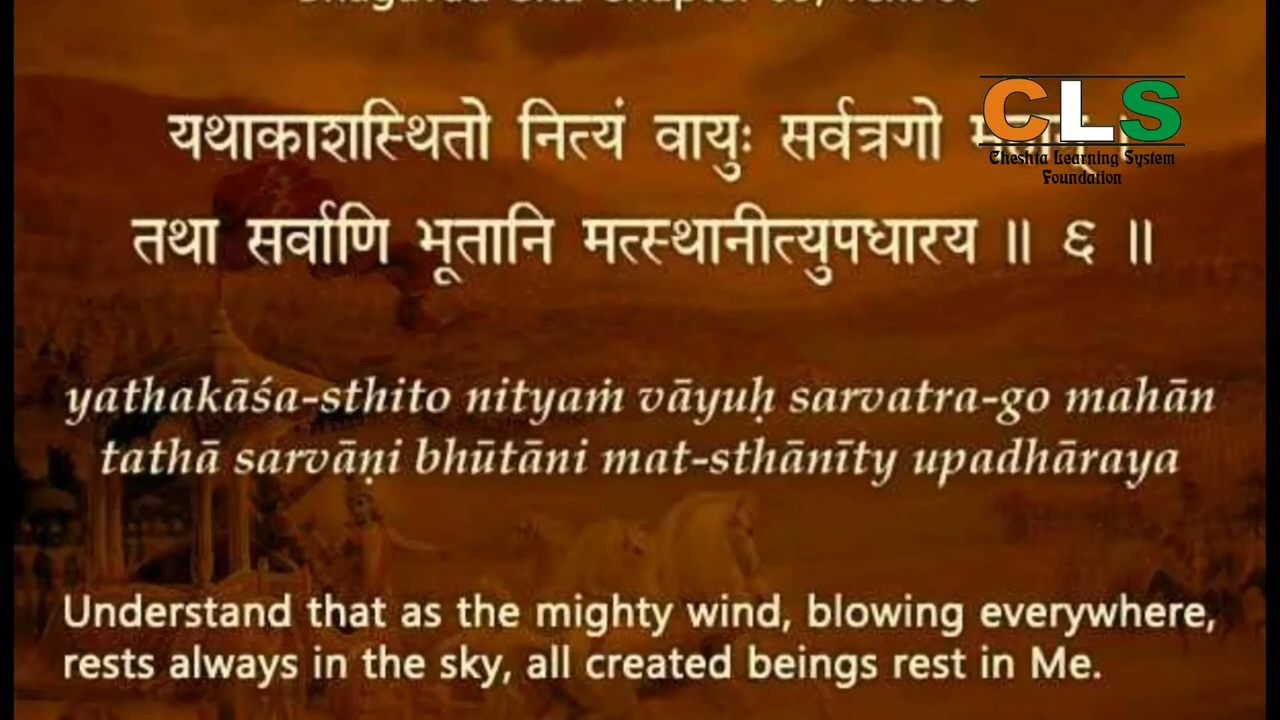 यथाकाशस्थितो नित्यं वायुः सर्वत्रगो
CLS
Cheshta Learning System
Foundation
तथा सर्वाणि भूतानि मत्स्थानीत्युपधारय ॥ ६ ॥
yathakāśa-sthito nityaṁ vāyuḥ sarvatra-go mahān
tathā sarvāṇi bhūtāni mat-sthānīty upadhāraya
Understand that as the mighty wind, blowing everywhere,
rests always in the sky, all created beings rest in Me.